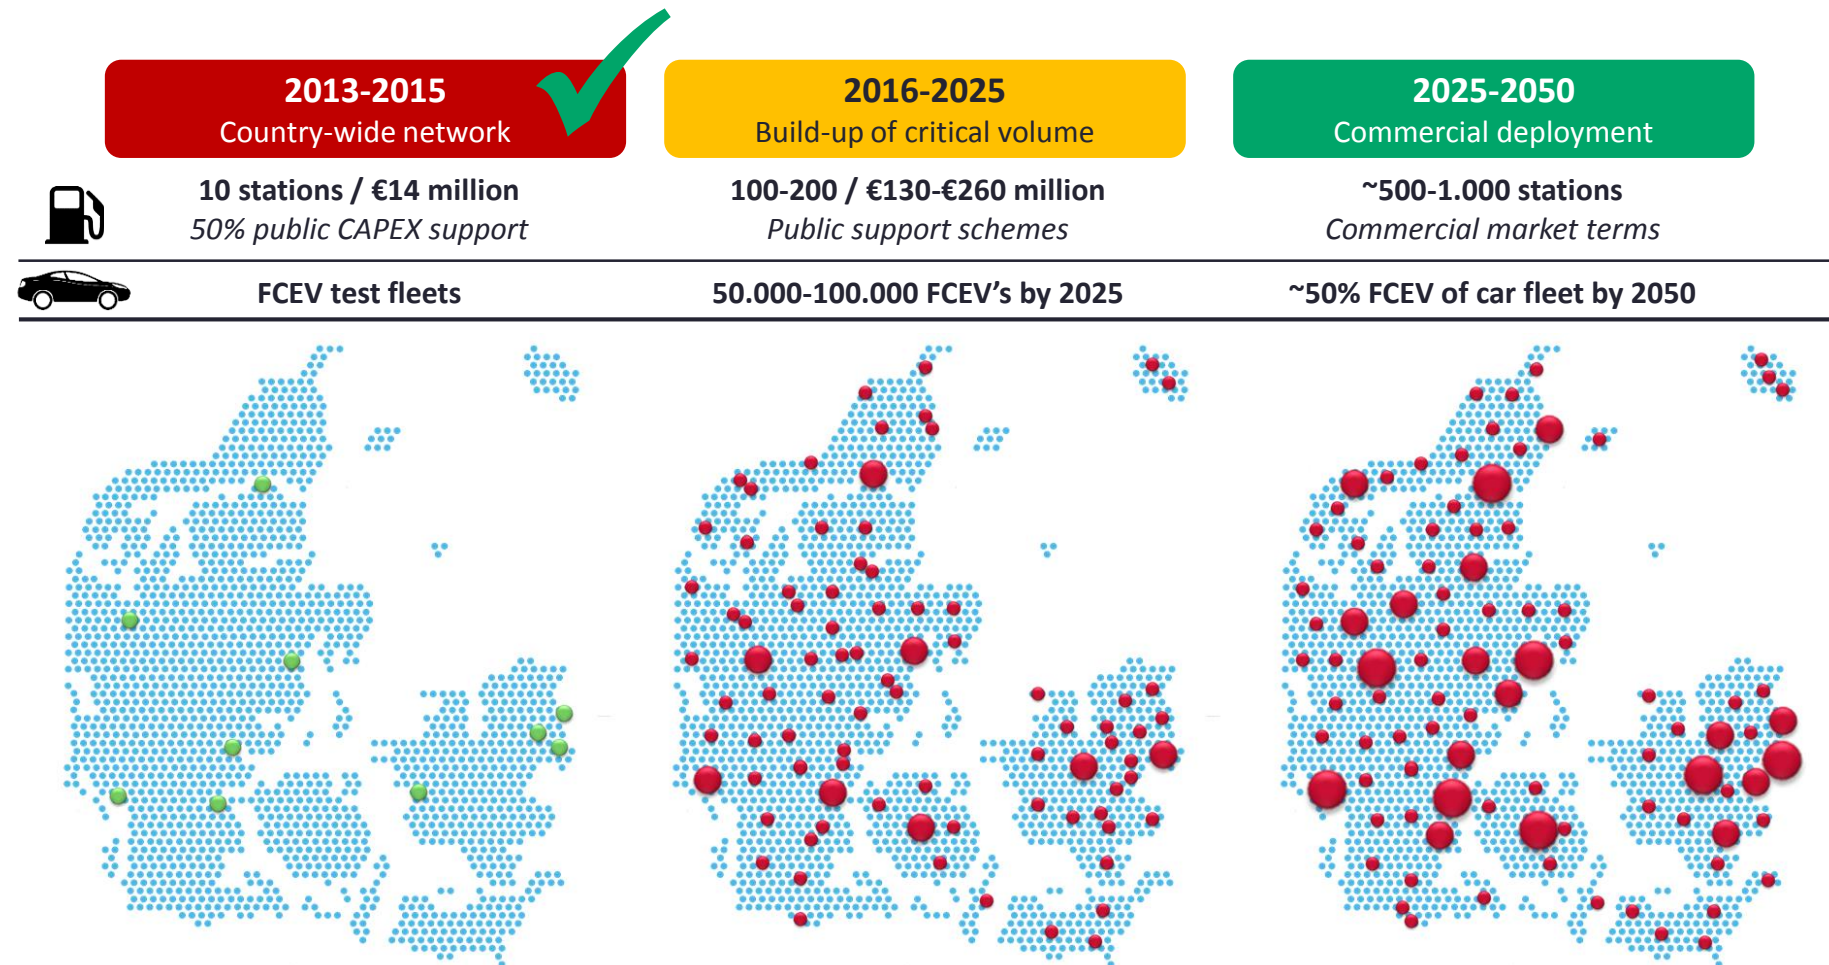 2013-2015
Country-wide network
2016-2025
Build-up of critical volume
2025-2050
Commercial deployment
10 stations / €14 million
50% public CAPEX support
100-200 / €130-€260 million
Public support schemes
~500-1.000 stations
Commercial market terms
FCEV test fleets
50.000-100.000 FCEV’s by 2025
~50% FCEV of car fleet by 2050